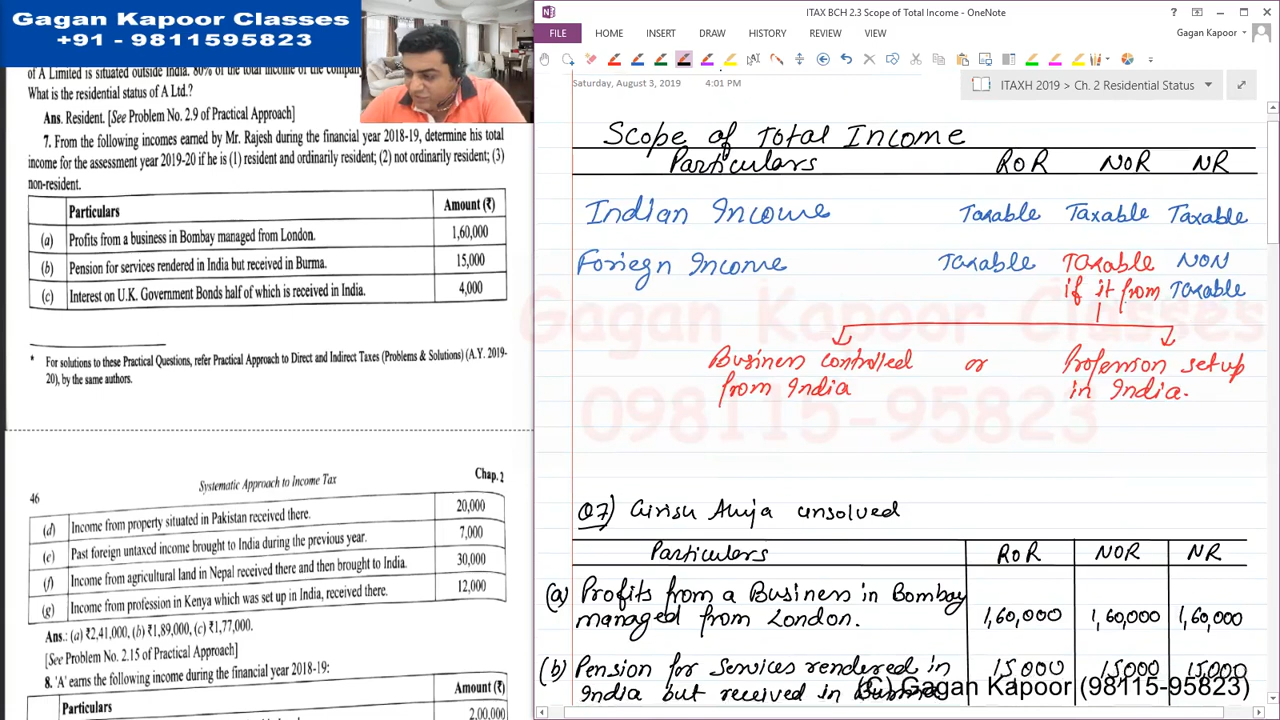 Gagan Kapoor Classes
+91 - 9811595823
of A Limited is situated outside India. 80% of the total income of the company
What is the residential status of A Ltd.?
Ans. Resident. [See Problem No. 2.9 of Practical Approach]
7. From the following incomes earned by Mr. Rajesh during the financial year 2018-19, determine his total
income for the assessment year 2019-20 if he is (1) resident and ordinarily resident; (2) not ordinarily resident; (3)
non-resident.
Particulars Amount (₹)
(a) Profits from a business in Bombay managed from London. 1,60,000
(b) Pension for services rendered in India but received in Burma. 15,000
(c) Interest on U.K. Government Bonds half of which is received in India. 4,000
* For solutions to these Practical Questions, refer Practical Approach to Direct and Indirect Taxes (Problems & Solutions) (A.Y. 2019-
20), by the same authors.
46 Systematic Approach to Income Tax Chap. 2
(d) Income from property situated in Pakistan received there. 20,000
(e) Past foreign untaxed income brought to India during the previous year. 7,000
(f) Income from agricultural land in Nepal received there and then brought to India. 30,000
(g) Income from profession in Kenya which was set up in India, received there. 12,000
Ans.: (a) ₹2,41,000, (b) ₹1,89,000, (c) ₹1,77,000.
[See Problem No. 2.15 of Practical Approach]
8. 'A' earns the following income during the financial year 2018-19:
Particulars Amount (₹)
2,00,000
ITAX BCH 2.3 Scope of Total Income - OneNote
FILE HOME INSERT DRAW HISTORY REVIEW VIEW Gagan Kapoor
Saturday, August 3, 2019 4:01 PM
ITAXH 2019 > Ch. 2 Residential Status
Scope of Total Income
Particulars ROR NOR NR
Indian Income Taxable Taxable Taxable
Foriegn Income Taxable Taxable NON
if it from Taxable
Business controlled or Profession set up
from India in India.
Gagan Kapoor Classes
098115-95823
Q7) Girish Ahuja unsolved
Particulars ROR NOR NR
(a) Profits from a Business in Bombay
managed from London. 1,60,000 1,60,000 1,60,000
(b) Pension for Services rendered in 15,000 15,000 15,000
India but received in Burma
(C) Gagan Kapoor (98115-95823)